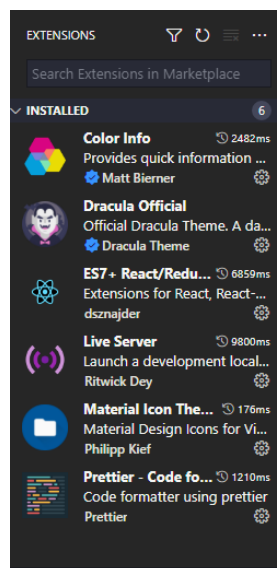 EXTENSIONS
Search Extensions in Marketplace
INSTALLED 6
Color Info 2482ms
Provides quick information ...
Matt Bierner
Dracula Official
Official Dracula Theme. A da...
Dracula Theme
ES7+ React/Redu... 6859ms
Extensions for React, React-...
dsznajder
Live Server 9800ms
Launch a development local...
Ritwick Dey
Material Icon The... 176ms
Material Design Icons for Vi...
Philipp Kief
Prettier - Code fo... 1210ms
Code formatter using prettier
Prettier